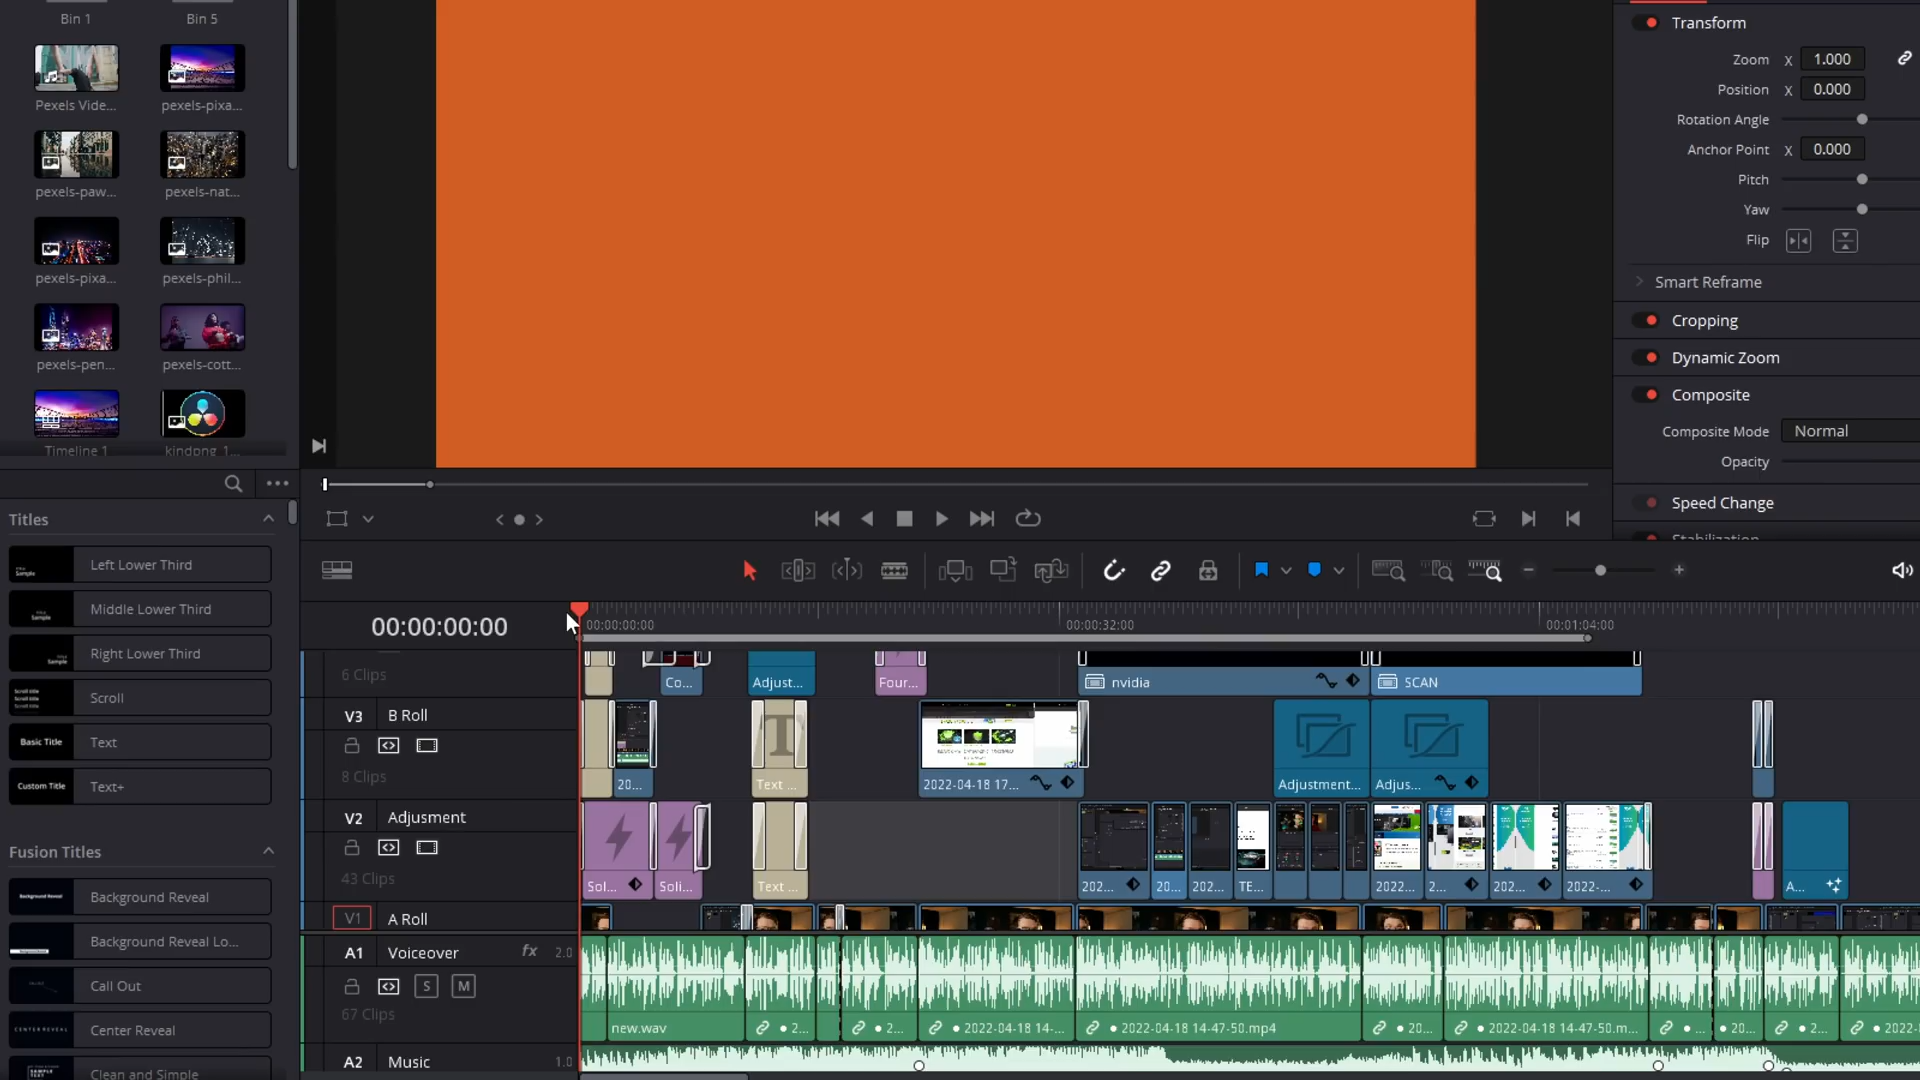 Bin 1
Bin 5
Pexels Vide...
pexels-pixa...
pexels-paw...
pexels-nat...
pexels-pixa...
pexels-phil...
pexels-pen...
pexels-cott...
Timeline 1
kindpng_1...
Titles
Left Lower Third
Middle Lower Third
Right Lower Third
Scroll
Basic Title
Text
Custom Title
Text+
Fusion Titles
Background Reveal
Background Reveal Lo...
Call Out
Center Reveal
Clean and Simple
Transform
Zoom X 1.000
Position X 0.000
Rotation Angle
Anchor Point X 0.000
Pitch
Yaw
Flip
Smart Reframe
Cropping
Dynamic Zoom
Composite
Composite Mode Normal
Opacity
Speed Change
Stabilization
00:00:00:00
00:00:00:00
00:00:32:00
00:01:04:00
6 Clips
Co...
Adjust...
Four...
nvidia
SCAN
V3 B Roll
8 Clips
20...
Text ...
2022-04-18 17...
Adjustment...
Adjus...
V2 Adjusment
43 Clips
Sol...
Soli...
Text ...
202...
20...
202...
TE...
2022...
2...
202...
2022-...
A...
V1 A Roll
A1 Voiceover fx 2.0
S M
67 Clips
new.wav
2...
2...
2022-04-18 14-...
2022-04-18 14-47-50.mp4
20...
2022-04-18 14-47-50.m...
...
20...
2...
2022-
A2 Music 1.0